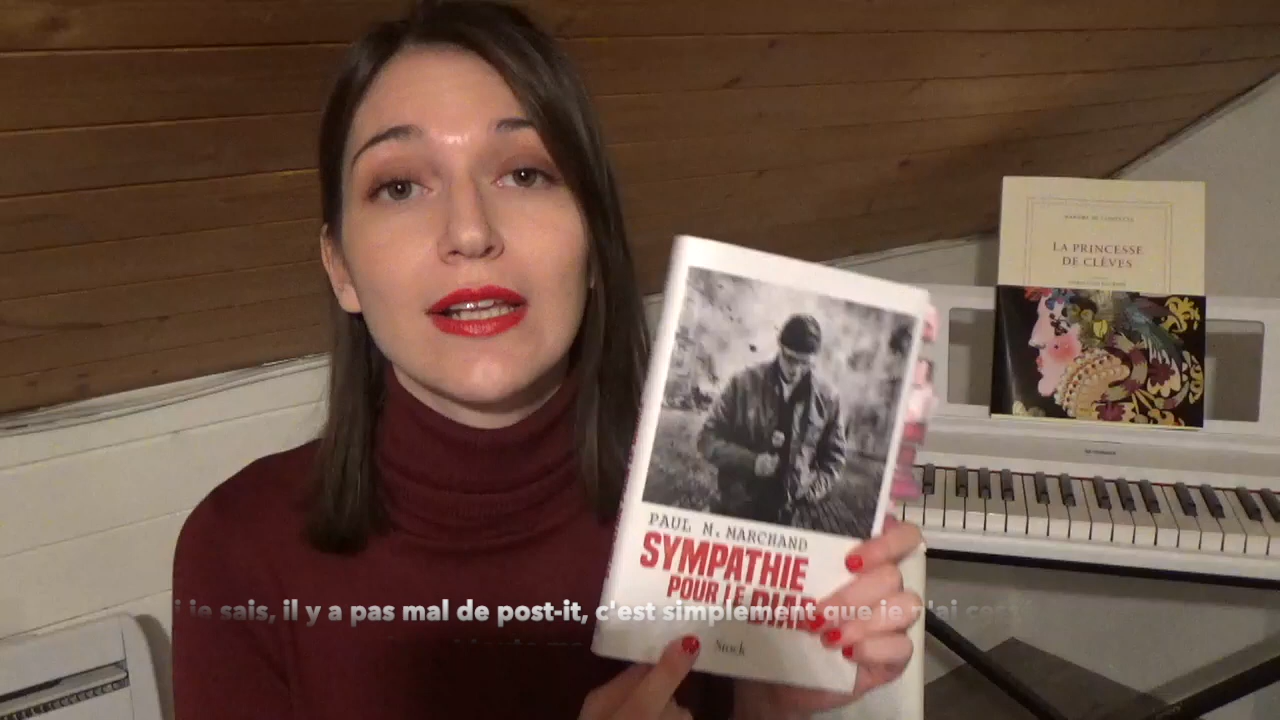 LA PRINCESSE
DE CLÈVES
PAUL M. MARCHAND
SYMPATHIE
POUR LE
je sais, il y a pas mal de post-it, c'est simplement que je n'ai
Stock